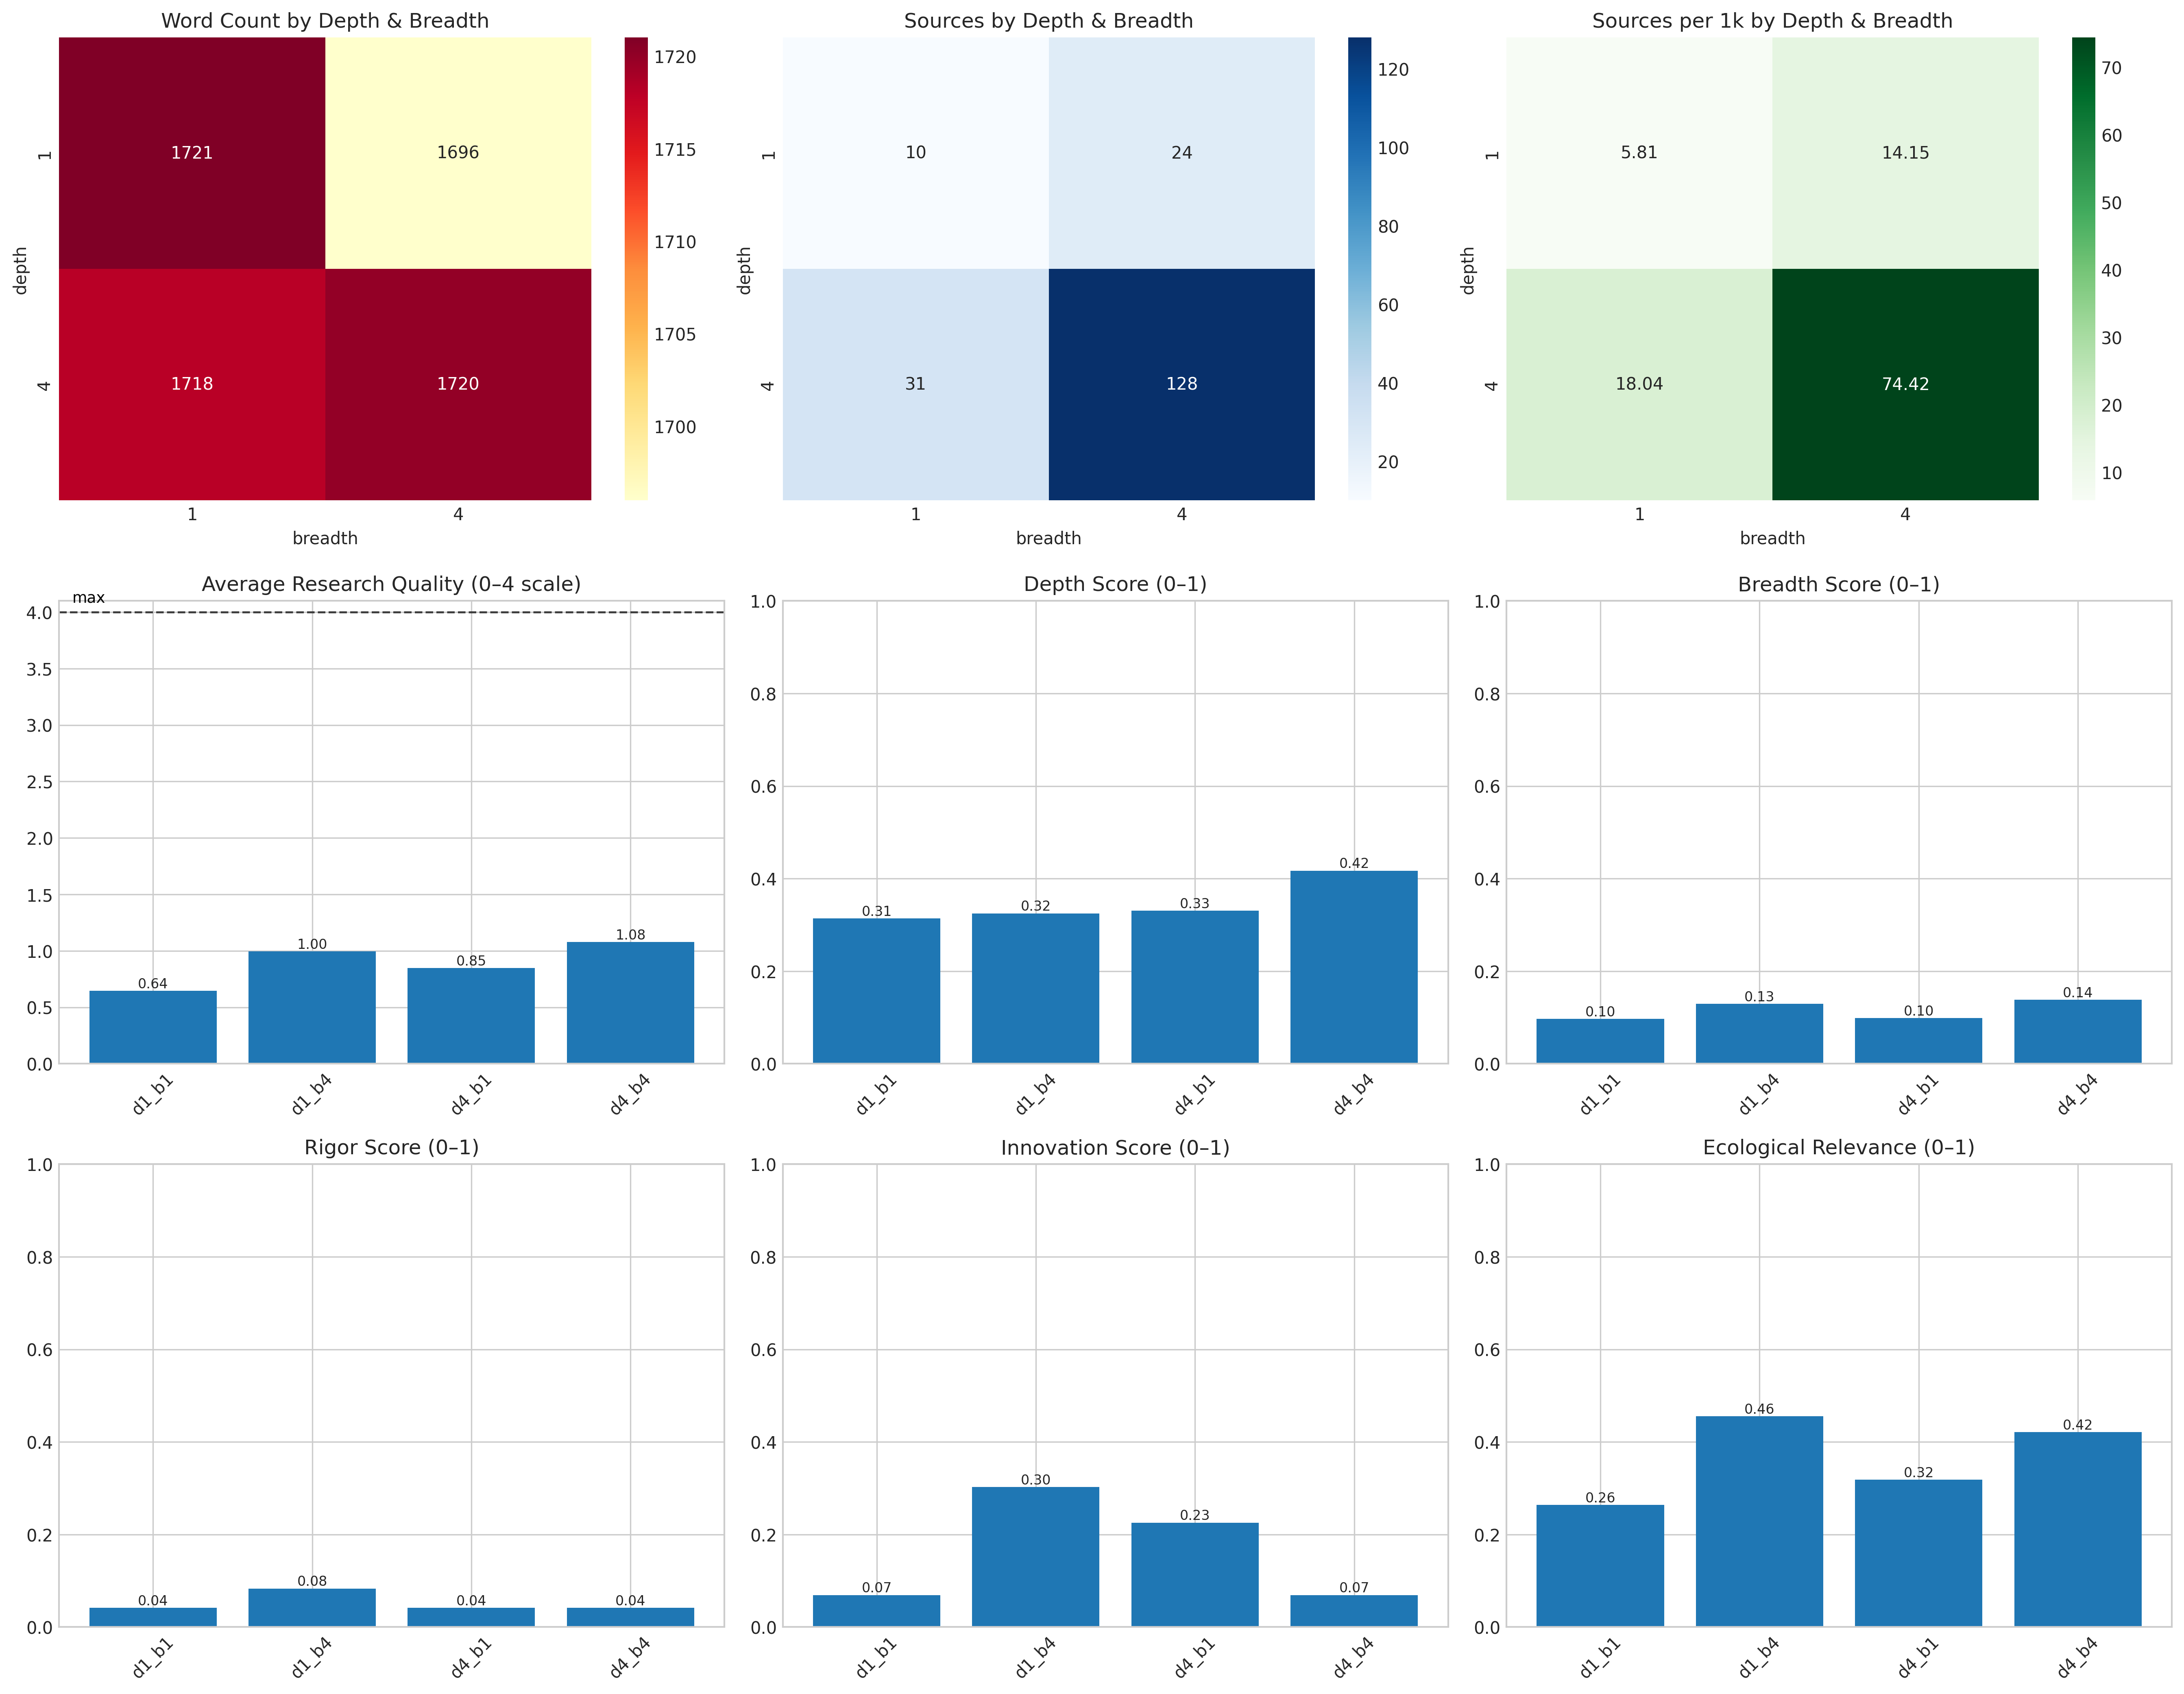 Word Count by Depth & Breadth
1721
1696
1718
1720
1
4
depth
1
4
breadth
1720
1715
1710
1705
1700
Sources by Depth & Breadth
10
24
31
128
1
4
depth
1
4
breadth
120
100
80
60
40
20
Sources per 1k by Depth & Breadth
5.81
14.15
18.04
74.42
1
4
depth
1
4
breadth
70
60
50
40
30
20
10
Average Research Quality (0–4 scale)
max
4.0
3.5
3.0
2.5
2.0
1.5
1.0
0.5
0.0
0.64
1.00
0.85
1.08
d1_b1
d1_b4
d4_b1
d4_b4
Depth Score (0–1)
1.0
0.8
0.6
0.4
0.2
0.0
0.31
0.32
0.33
0.42
d1_b1
d1_b4
d4_b1
d4_b4
Breadth Score (0–1)
1.0
0.8
0.6
0.4
0.2
0.0
0.10
0.13
0.10
0.14
d1_b1
d1_b4
d4_b1
d4_b4
Rigor Score (0–1)
1.0
0.8
0.6
0.4
0.2
0.0
0.04
0.08
0.04
0.04
d1_b1
d1_b4
d4_b1
d4_b4
Innovation Score (0–1)
1.0
0.8
0.6
0.4
0.2
0.0
0.07
0.30
0.23
0.07
d1_b1
d1_b4
d4_b1
d4_b4
Ecological Relevance (0–1)
1.0
0.8
0.6
0.4
0.2
0.0
0.26
0.46
0.32
0.42
d1_b1
d1_b4
d4_b1
d4_b4